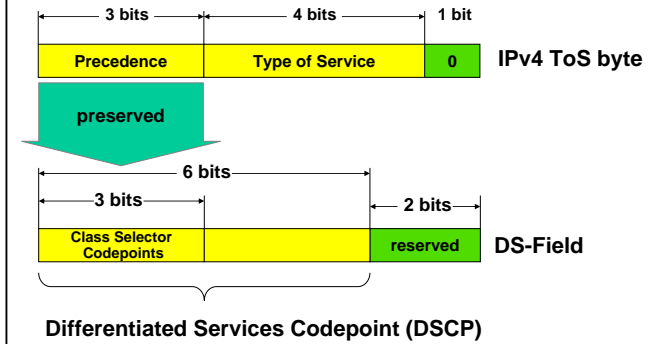 3 bits 4 bits 1 bit
Precedence Type of Service 0 IPv4 ToS byte
preserved
6 bits
3 bits 2 bits
Class Selector
Codepoints
reserved DS-Field
Differentiated Services Codepoint (DSCP)